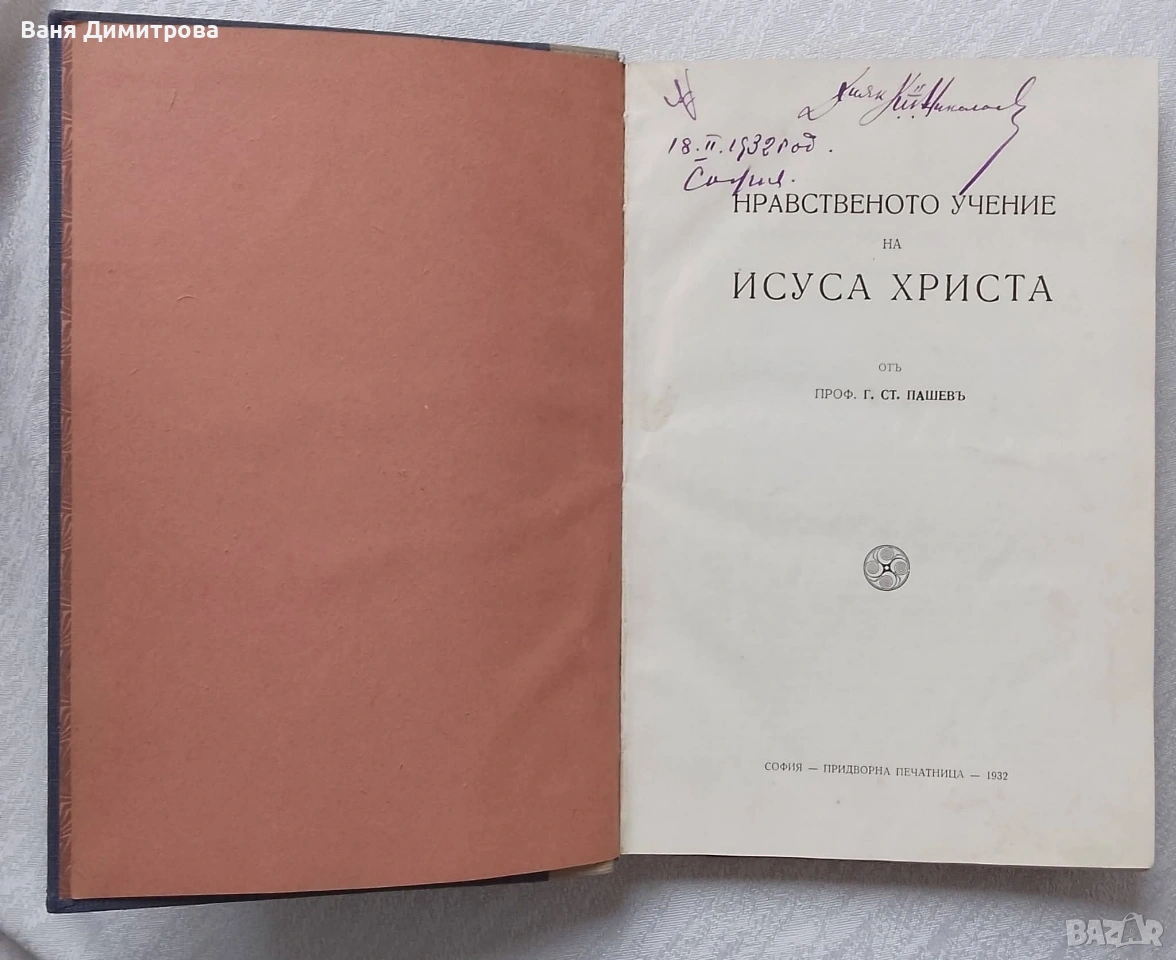 Ваня Димитрова
18. II. 1932 год.
София.
НРАВСТВЕНОТО УЧЕНИЕ
НА
ИСУСА ХРИСТА
ОТЪ
ПРОФ. Г. СТ. ПАШЕВЪ
СОФИЯ — ПРИДВОРНА ПЕЧАТНИЦА — 1932
BAZAR